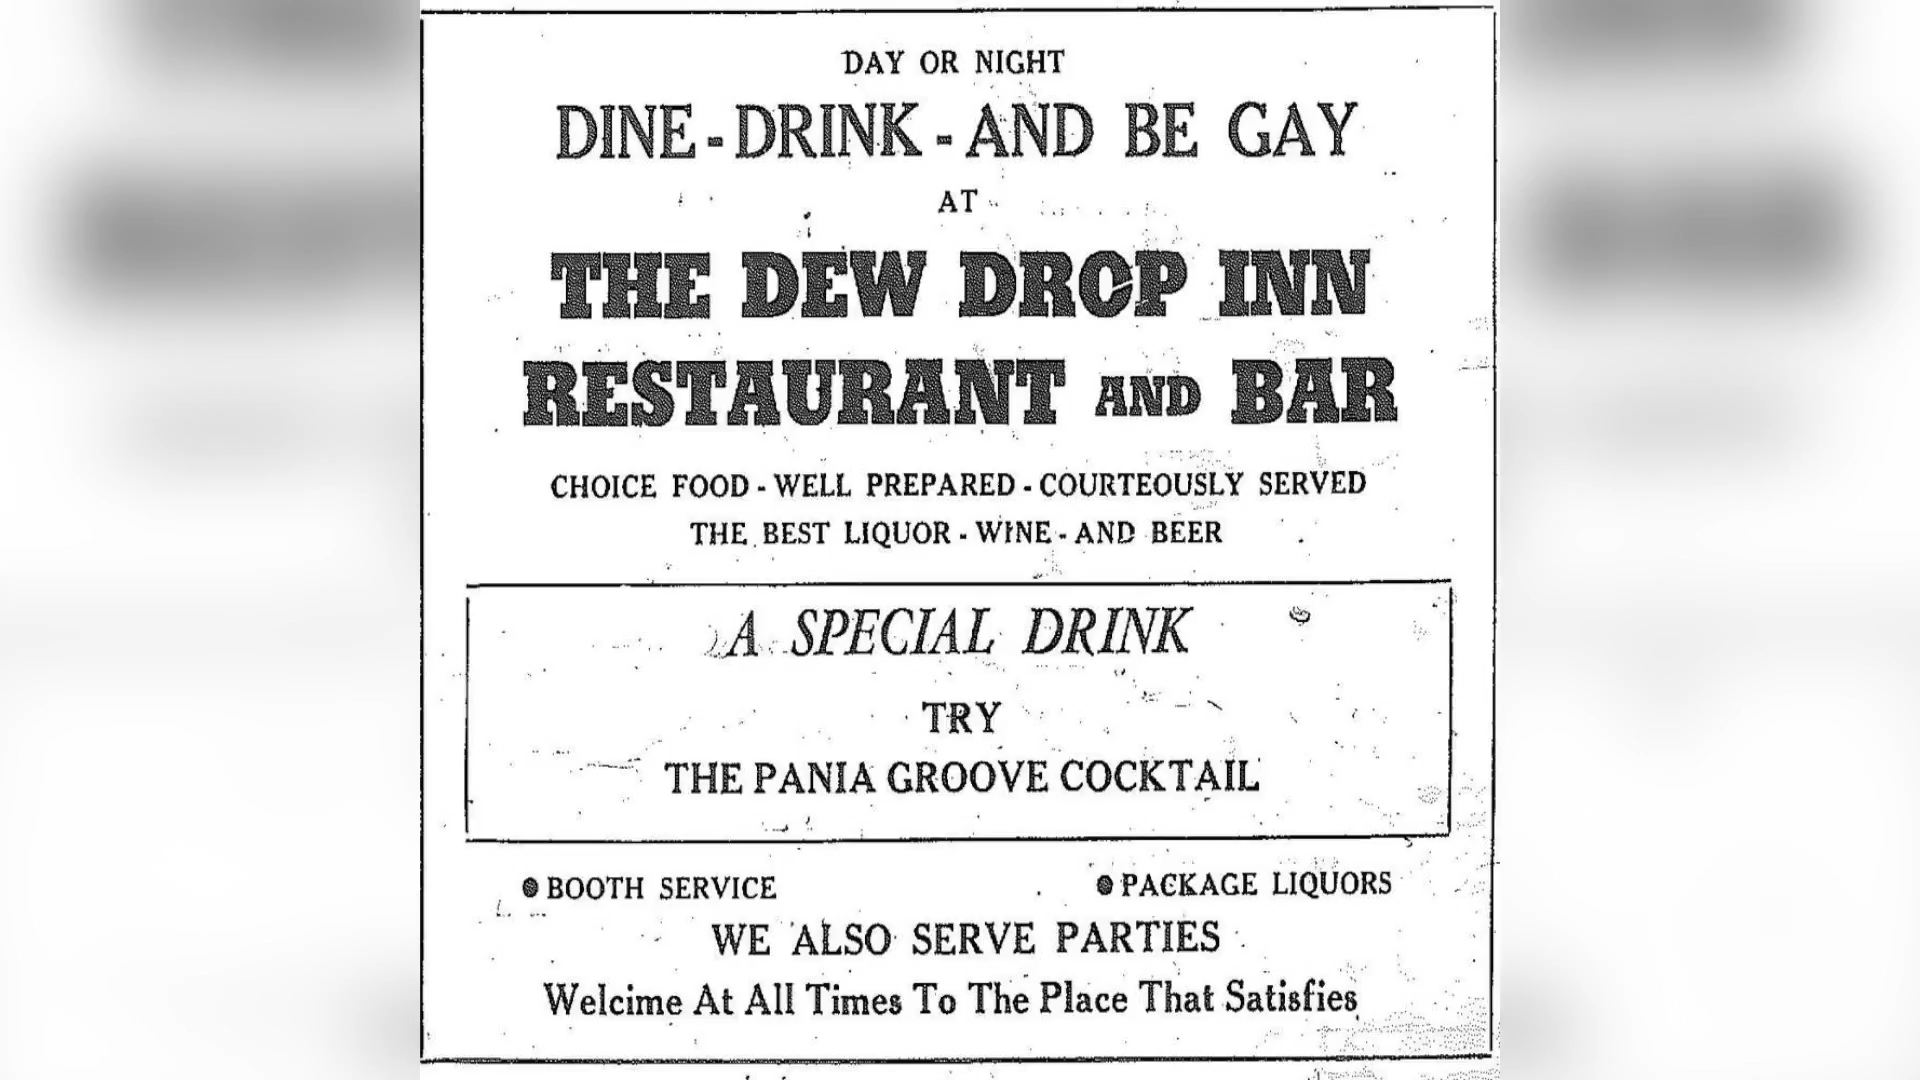 DAY OR NIGHT
DINE - DRINK - AND BE GAY
AT
THE DEW DROP INN
RESTAURANT AND BAR
CHOICE FOOD - WELL PREPARED - COURTEOUSLY SERVED
THE BEST LIQUOR - WINE - AND BEER
A SPECIAL DRINK
TRY
THE PANIA GROOVE COCKTAIL
● BOOTH SERVICE ● PACKAGE LIQUORS
WE ALSO SERVE PARTIES
Welcime At All Times To The Place That Satisfies